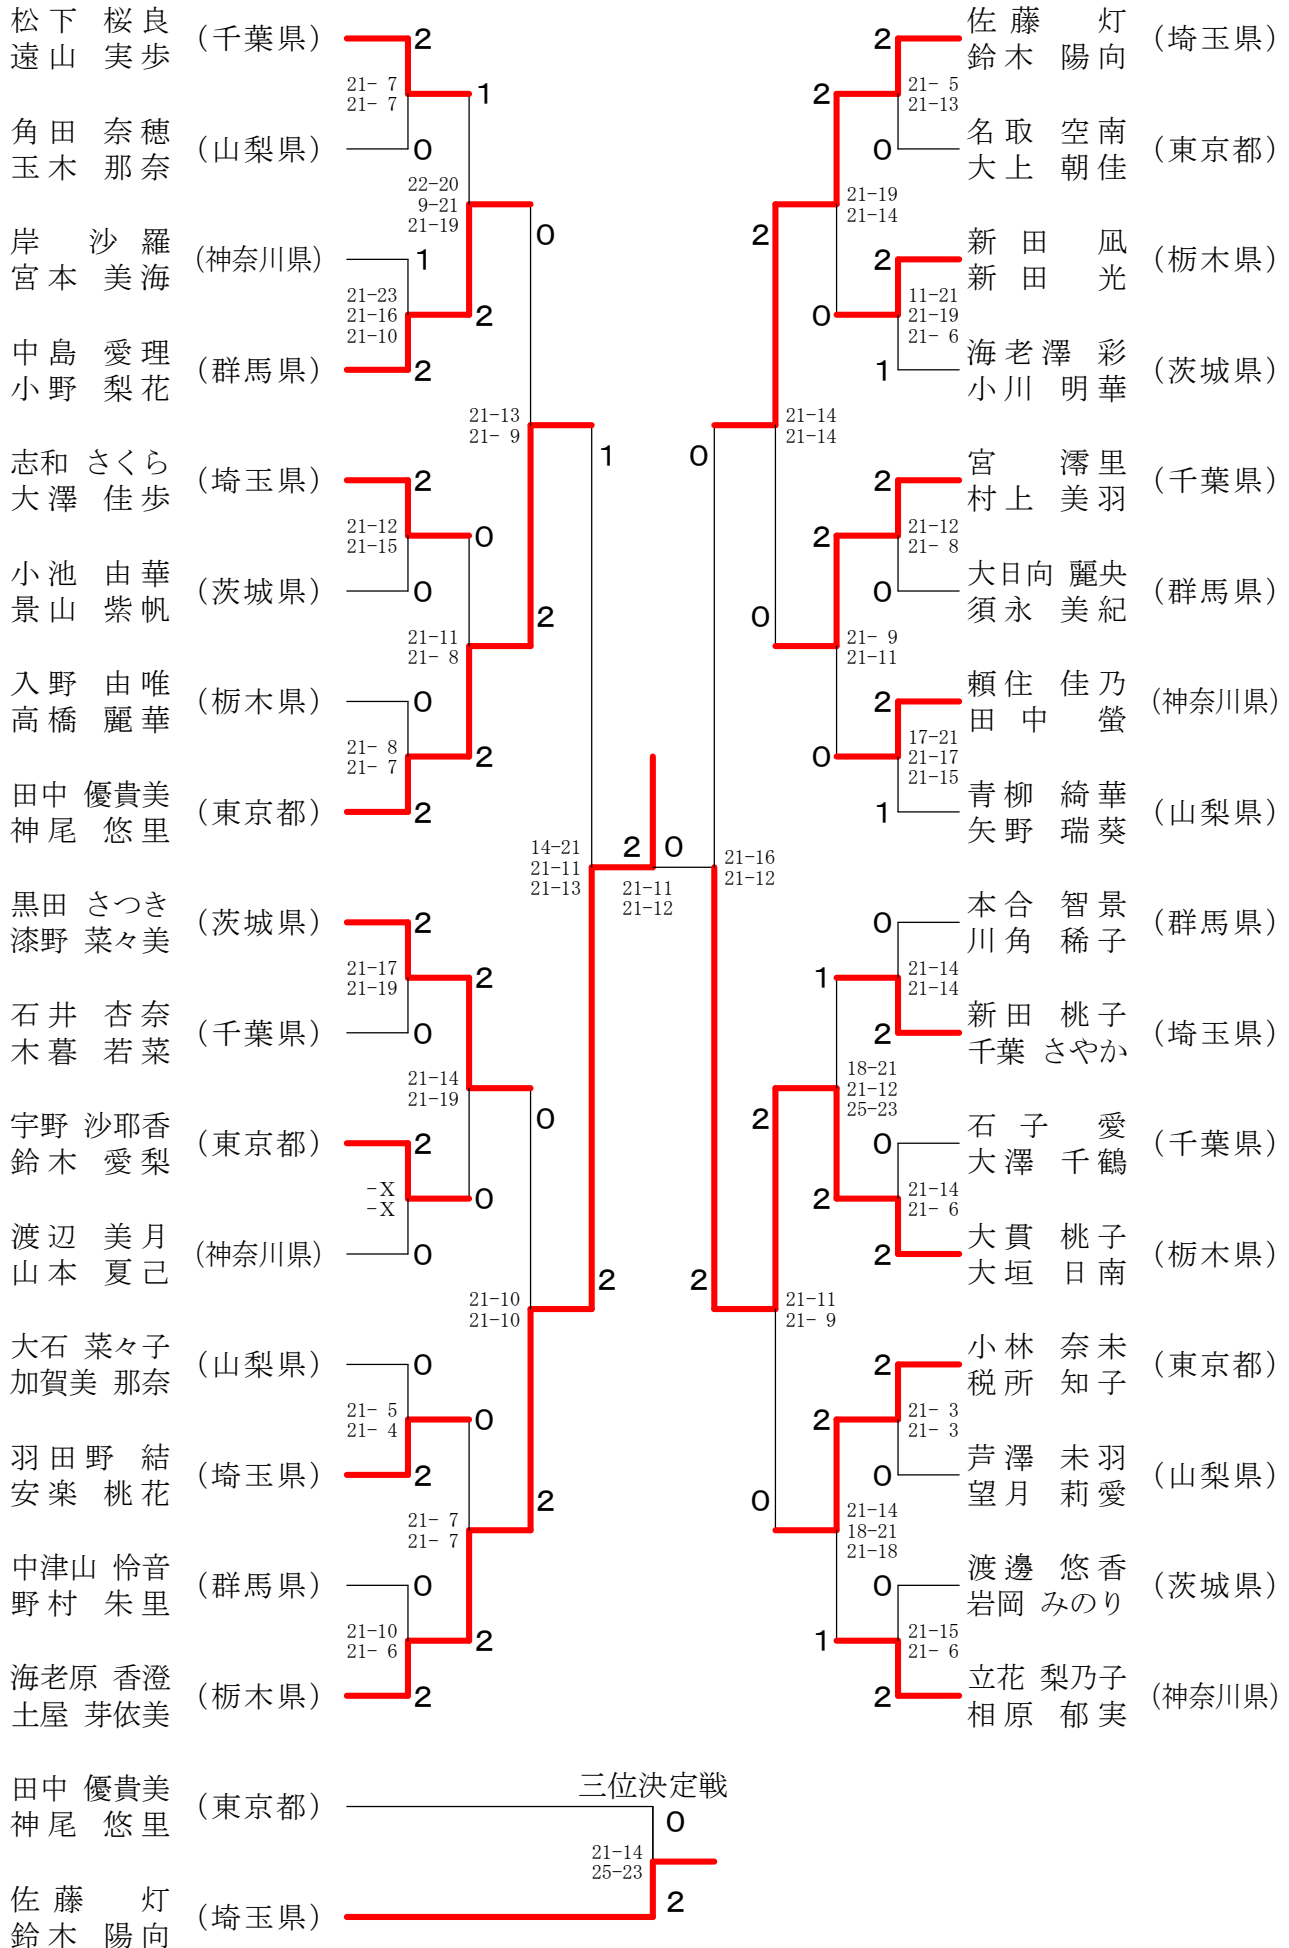 松下 桜良
遠山 実歩
(千葉県)
2
21- 7
21- 7
1
角田 奈穂
玉木 那奈
(山梨県)
0
22-20
9-21
21-19
0
岸 沙羅
宮本 美海
(神奈川県)
1
21-23
21-16
21-10
2
中島 愛理
小野 梨花
(群馬県)
2
21-13
21- 9
1
志和 さくら
大澤 佳歩
(埼玉県)
2
21-12
21-15
0
小池 由華
景山 紫帆
(茨城県)
0
21-11
21- 8
2
入野 由唯
高橋 麗華
(栃木県)
0
21- 8
21- 7
2
田中 優貴美
神尾 悠里
(東京都)
2
14-21
21-11
21-13
黒田 さつき
漆野 菜々美
(茨城県)
2
21-17
21-19
2
石井 杏奈
木暮 若菜
(千葉県)
0
21-14
21-19
0
宇野 沙耶香
鈴木 愛梨
(東京都)
2
-X
-X
0
渡辺 美月
山本 夏己
(神奈川県)
0
21-10
21-10
2
大石 菜々子
加賀美 那奈
(山梨県)
0
21- 5
21- 4
0
羽田野 結
安楽 桃花
(埼玉県)
2
21- 7
21- 7
2
中津山 怜音
野村 朱里
(群馬県)
0
21-10
21- 6
2
海老原 香澄
土屋 芽依美
(栃木県)
2
2 0
21-11
21-12
佐藤 灯
鈴木 陽向
(埼玉県)
2
21- 5
21-13
2
名取 空南
大上 朝佳
(東京都)
0
21-19
21-14
2
新田 凪
新田 光
(栃木県)
2
11-21
21-19
21- 6
0
海老澤 彩
小川 明華
(茨城県)
1
21-14
21-14
0
宮 澪里
村上 美羽
(千葉県)
2
21-12
21- 8
2
大日向 麗央
須永 美紀
(群馬県)
0
21- 9
21-11
0
頼住 佳乃
田中 螢
(神奈川県)
2
17-21
21-17
21-15
0
青柳 綺華
矢野 瑞葵
(山梨県)
1
21-16
21-12
本合 智景
川角 稀子
(群馬県)
0
21-14
21-14
1
新田 桃子
千葉 さやか
(埼玉県)
2
18-21
21-12
25-23
2
石子 愛
大澤 千鶴
(千葉県)
0
21-14
21- 6
2
大貫 桃子
大垣 日南
(栃木県)
2
21-11
21- 9
2
小林 奈未
税所 知子
(東京都)
2
21- 3
21- 3
2
芦澤 未羽
望月 莉愛
(山梨県)
0
21-14
18-21
21-18
0
渡邊 悠香
岩岡 みのり
(茨城県)
0
21-15
21- 6
1
立花 梨乃子
相原 郁実
(神奈川県)
2
三位決定戦
田中 優貴美
神尾 悠里
(東京都)
0
21-14
25-23
佐藤 灯
鈴木 陽向
(埼玉県)
2